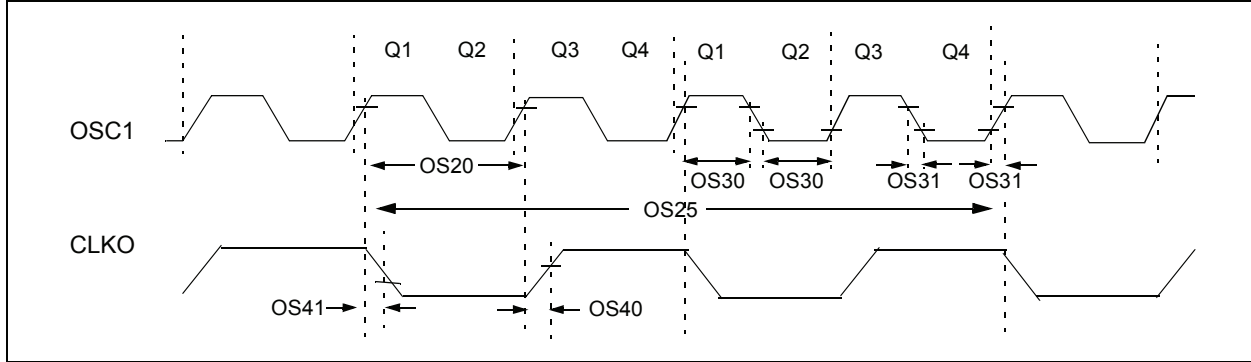 Q1 Q2 Q3 Q4 Q1 Q2 Q3 Q4
OSC1
OS20 OS30 OS30 OS31 OS31
OS25
CLKO
OS41 OS40